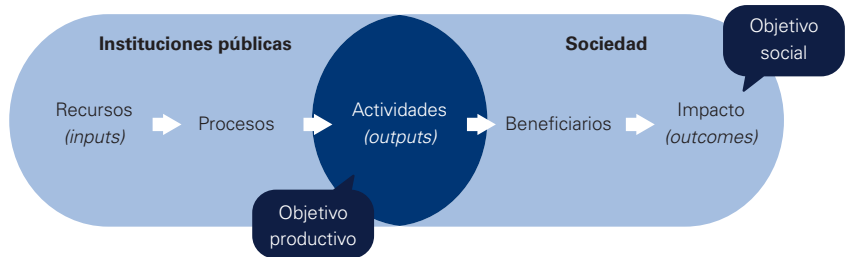 Instituciones públicas
Sociedad
Objetivo
social
Recursos
(inputs)
Procesos
Actividades
(outputs)
Beneficiarios
Impacto
(outcomes)
Objetivo
productivo